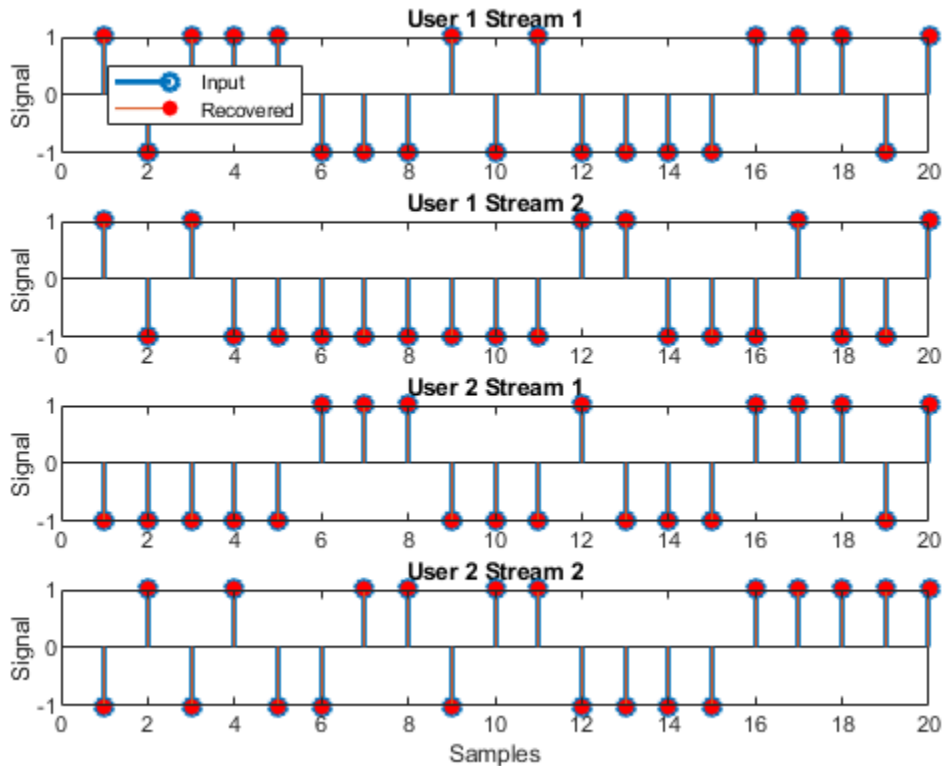 User 1 Stream 1
1
0
-1
Signal
Input
Recovered
0 2 4 6 8 10 12 14 16 18 20
User 1 Stream 2
1
0
-1
Signal
0 2 4 6 8 10 12 14 16 18 20
User 2 Stream 1
1
0
-1
Signal
0 2 4 6 8 10 12 14 16 18 20
User 2 Stream 2
1
0
-1
Signal
0 2 4 6 8 10 12 14 16 18 20
Samples